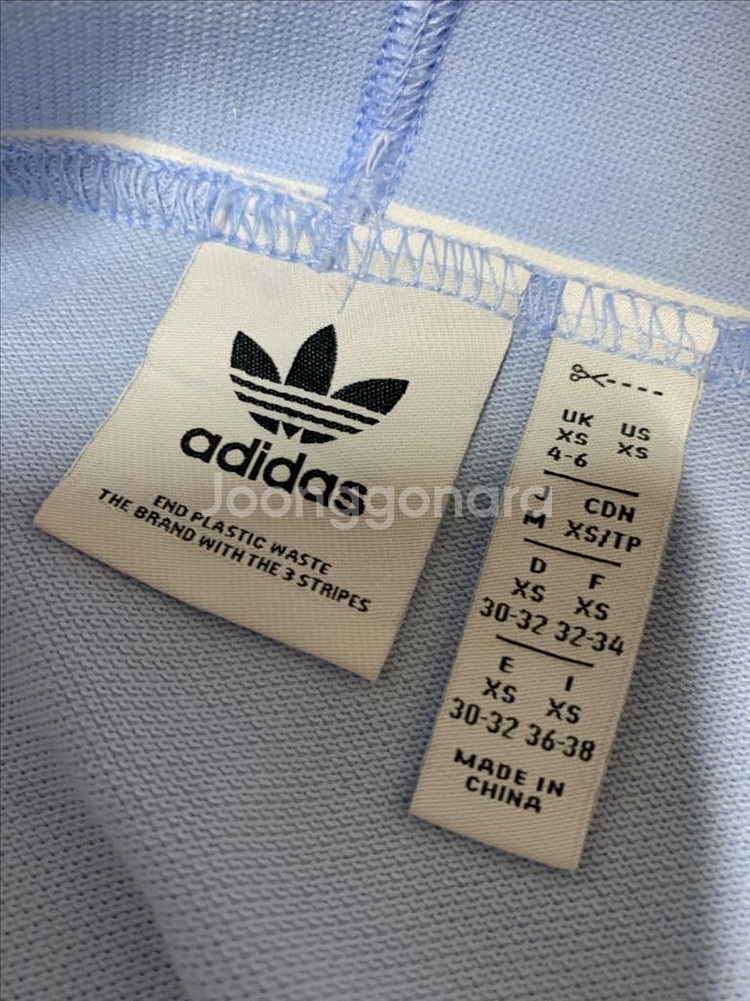 adidas
END PLASTIC WASTE
THE BRAND WITH THE 3 STRIPES
Joonggonara
UK US
XS XS
4-6
J CDN
M XS/TP
D F
XS XS
30-32 32-34
E I
XS XS
30-32 36-38
MADE IN
CHINA